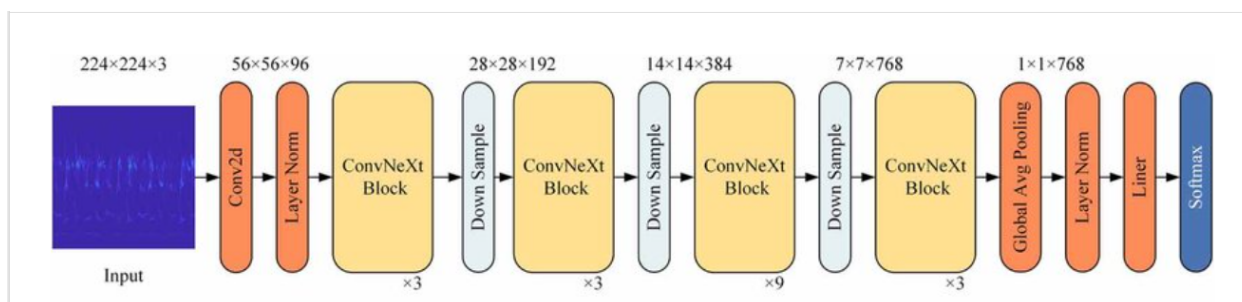 224×224×3
56×56×96
28×28×192
14×14×384
7×7×768
1×1×768
Input
Conv2d
Layer Norm
ConvNeXt
Block
×3
Down Sample
ConvNeXt
Block
×3
Down Sample
ConvNeXt
Block
×9
Down Sample
ConvNeXt
Block
×3
Global Avg Pooling
Layer Norm
Liner
Softmax